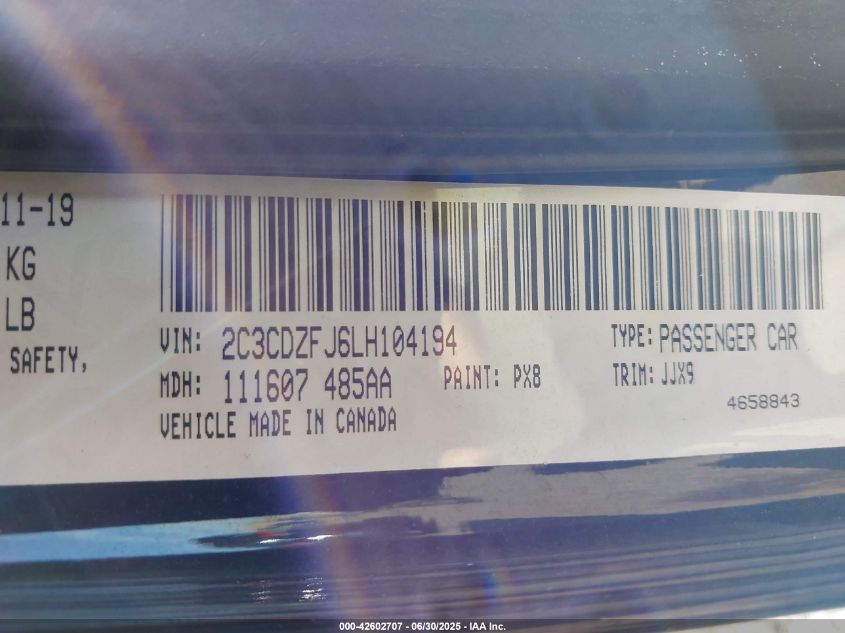 11-19
KG
LB
SAFETY,
VIN: 2C3CDZFJ6LH104194 TYPE: PASSENGER CAR
MDH: 111607 485AA PAINT: PX8 TRIM: JJX9
VEHICLE MADE IN CANADA 4658843
000-42602707 - 06/30/2025 - IAA Inc.